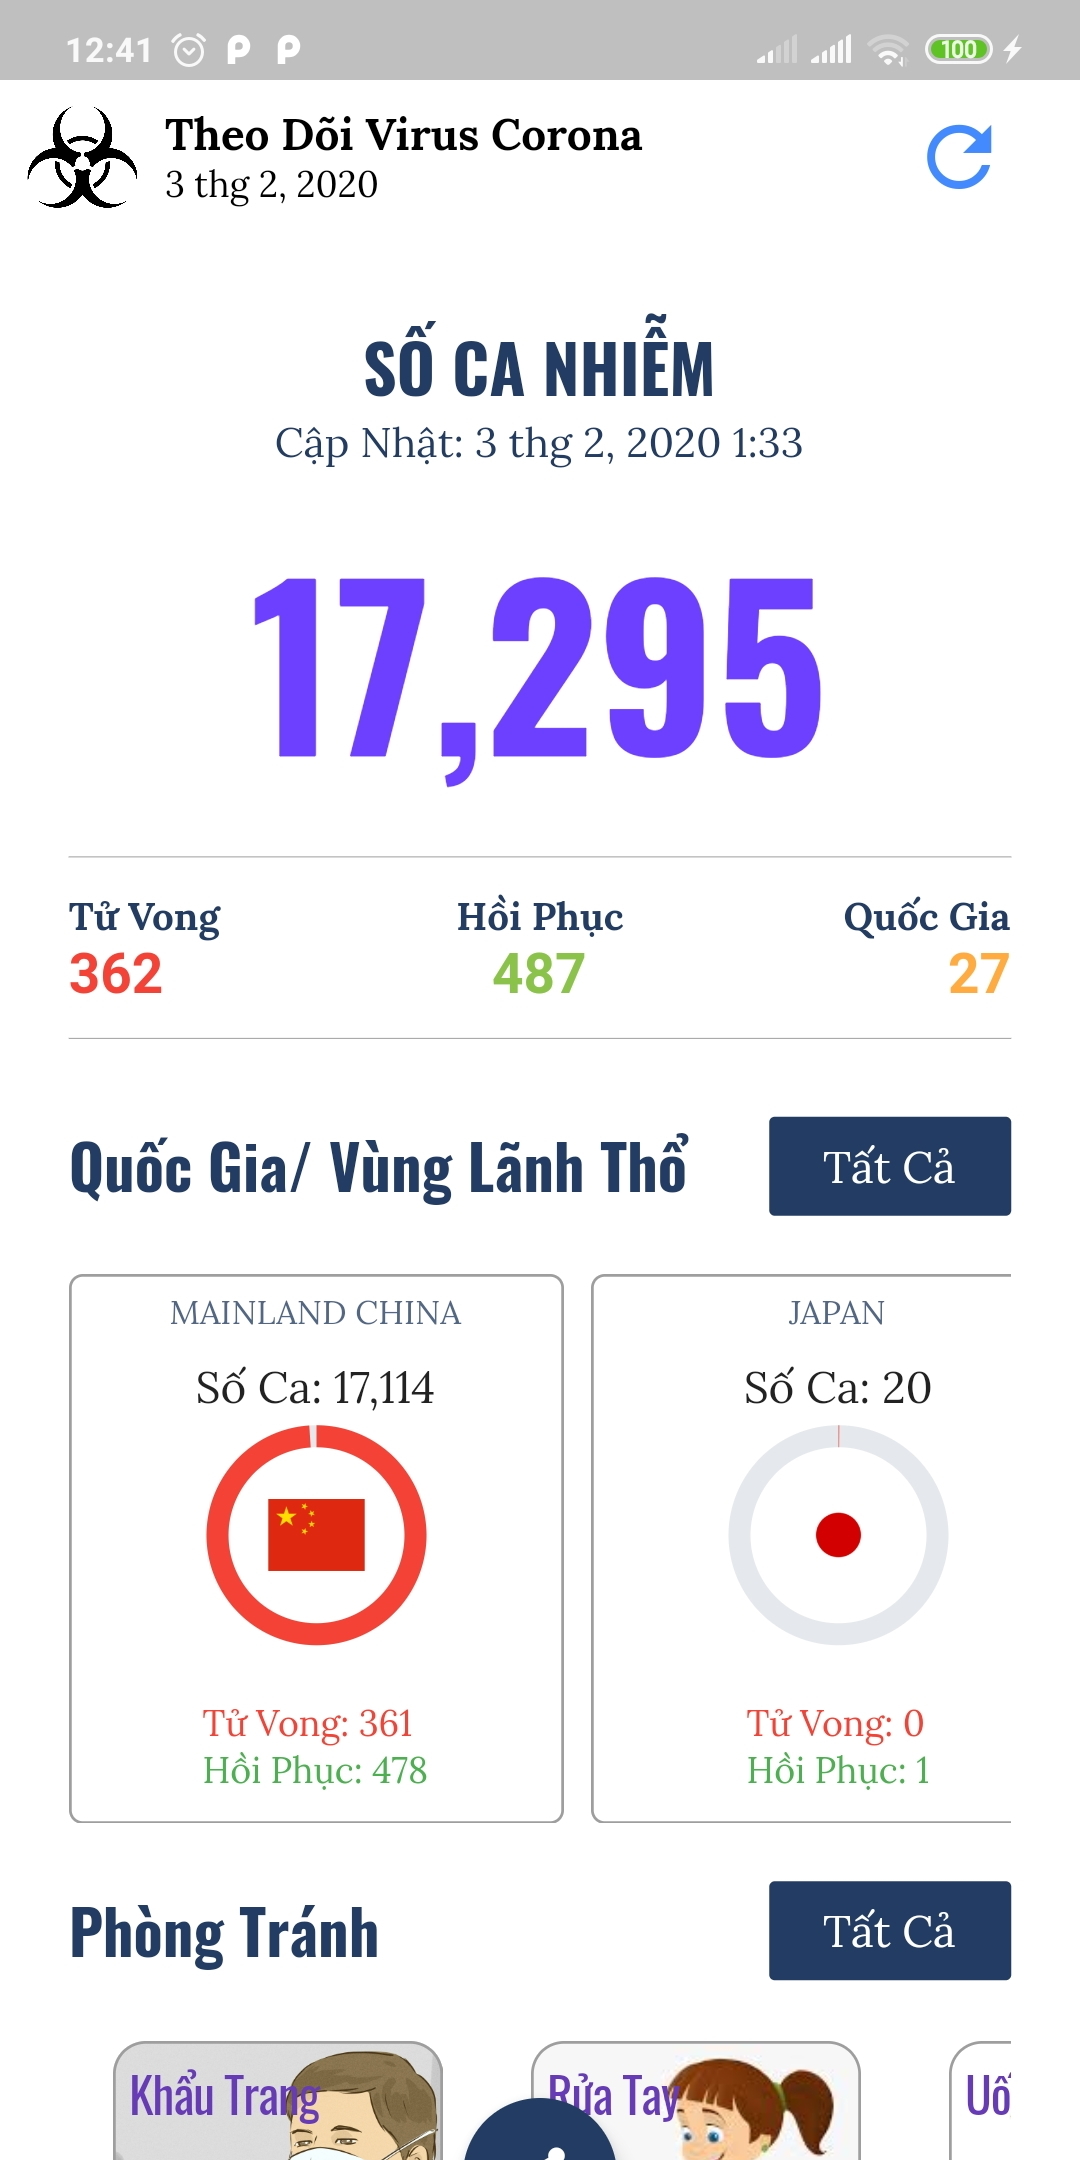 12:41
100
Theo Dõi Virus Corona
3 thg 2, 2020
SỐ CA NHIỄM
Cập Nhật: 3 thg 2, 2020 1:33
17,295
Tử Vong Hồi Phục Quốc Gia
362 487 27
Quốc Gia/ Vùng Lãnh Thổ
Tất Cả
MAINLAND CHINA
Số Ca: 17,114
Tử Vong: 361
Hồi Phục: 478
JAPAN
Số Ca: 20
Tử Vong: 0
Hồi Phục: 1
Phòng Tránh
Tất Cả
Khẩu Trang
Rửa Tay